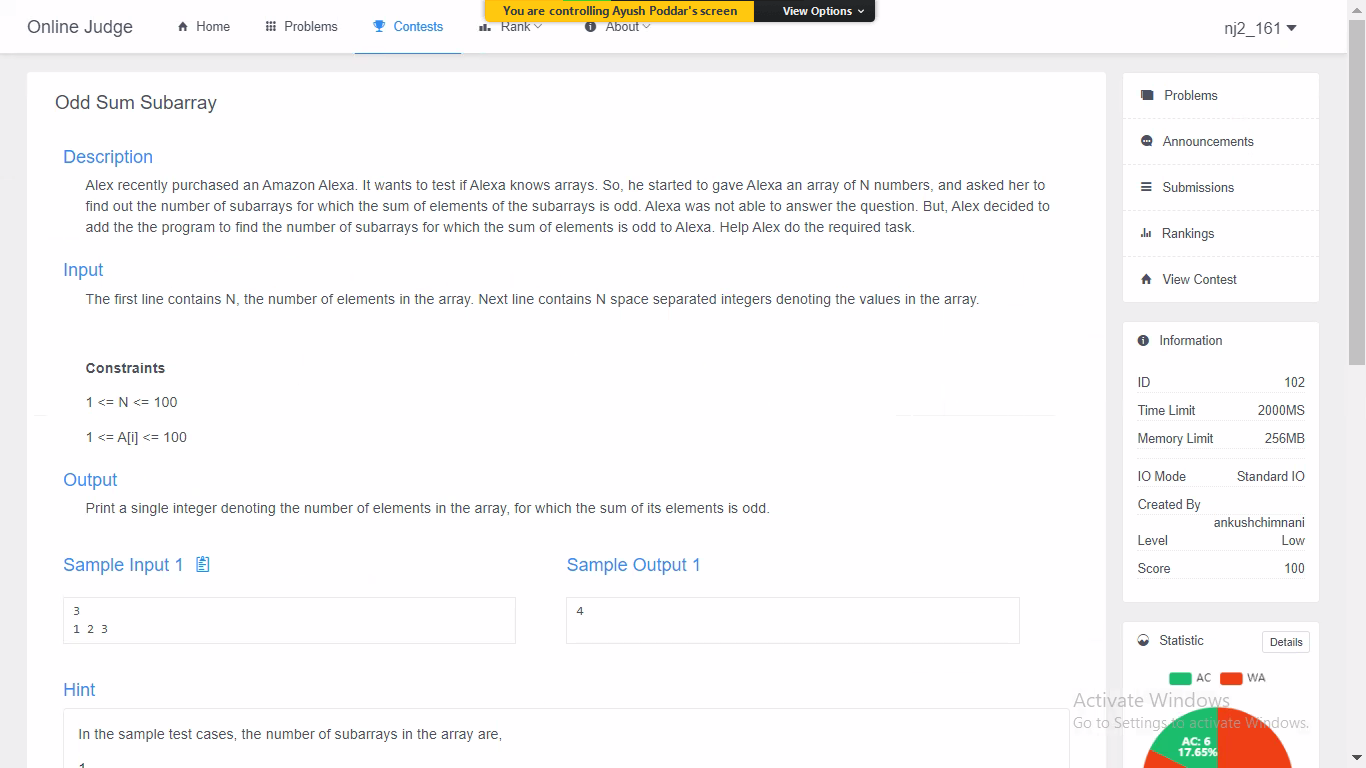 You are controlling Ayush Poddar's screen View Options
Online Judge Home Problems Contests Rank About nj2_161
Odd Sum Subarray
Description
Alex recently purchased an Amazon Alexa. It wants to test if Alexa knows arrays. So, he started to gave Alexa an array of N numbers, and asked her to
find out the number of subarrays for which the sum of elements of the subarrays is odd. Alexa was not able to answer the question. But, Alex decided to
add the the program to find the number of subarrays for which the sum of elements is odd to Alexa. Help Alex do the required task.
Input
The first line contains N, the number of elements in the array. Next line contains N space separated integers denoting the values in the array.
Constraints
1 <= N <= 100
1 <= A[i] <= 100
Output
Print a single integer denoting the number of elements in the array, for which the sum of its elements is odd.
Sample Input 1
3
1 2 3
Sample Output 1
4
Hint
In the sample test cases, the number of subarrays in the array are,
1
Problems
Announcements
Submissions
Rankings
View Contest
Information
ID 102
Time Limit 2000MS
Memory Limit 256MB
IO Mode Standard IO
Created By
ankushchimnani
Level Low
Score 100
Statistic Details
AC WA
AC: 6
17.65%
Activate Windows
Go to Settings to activate Windows.